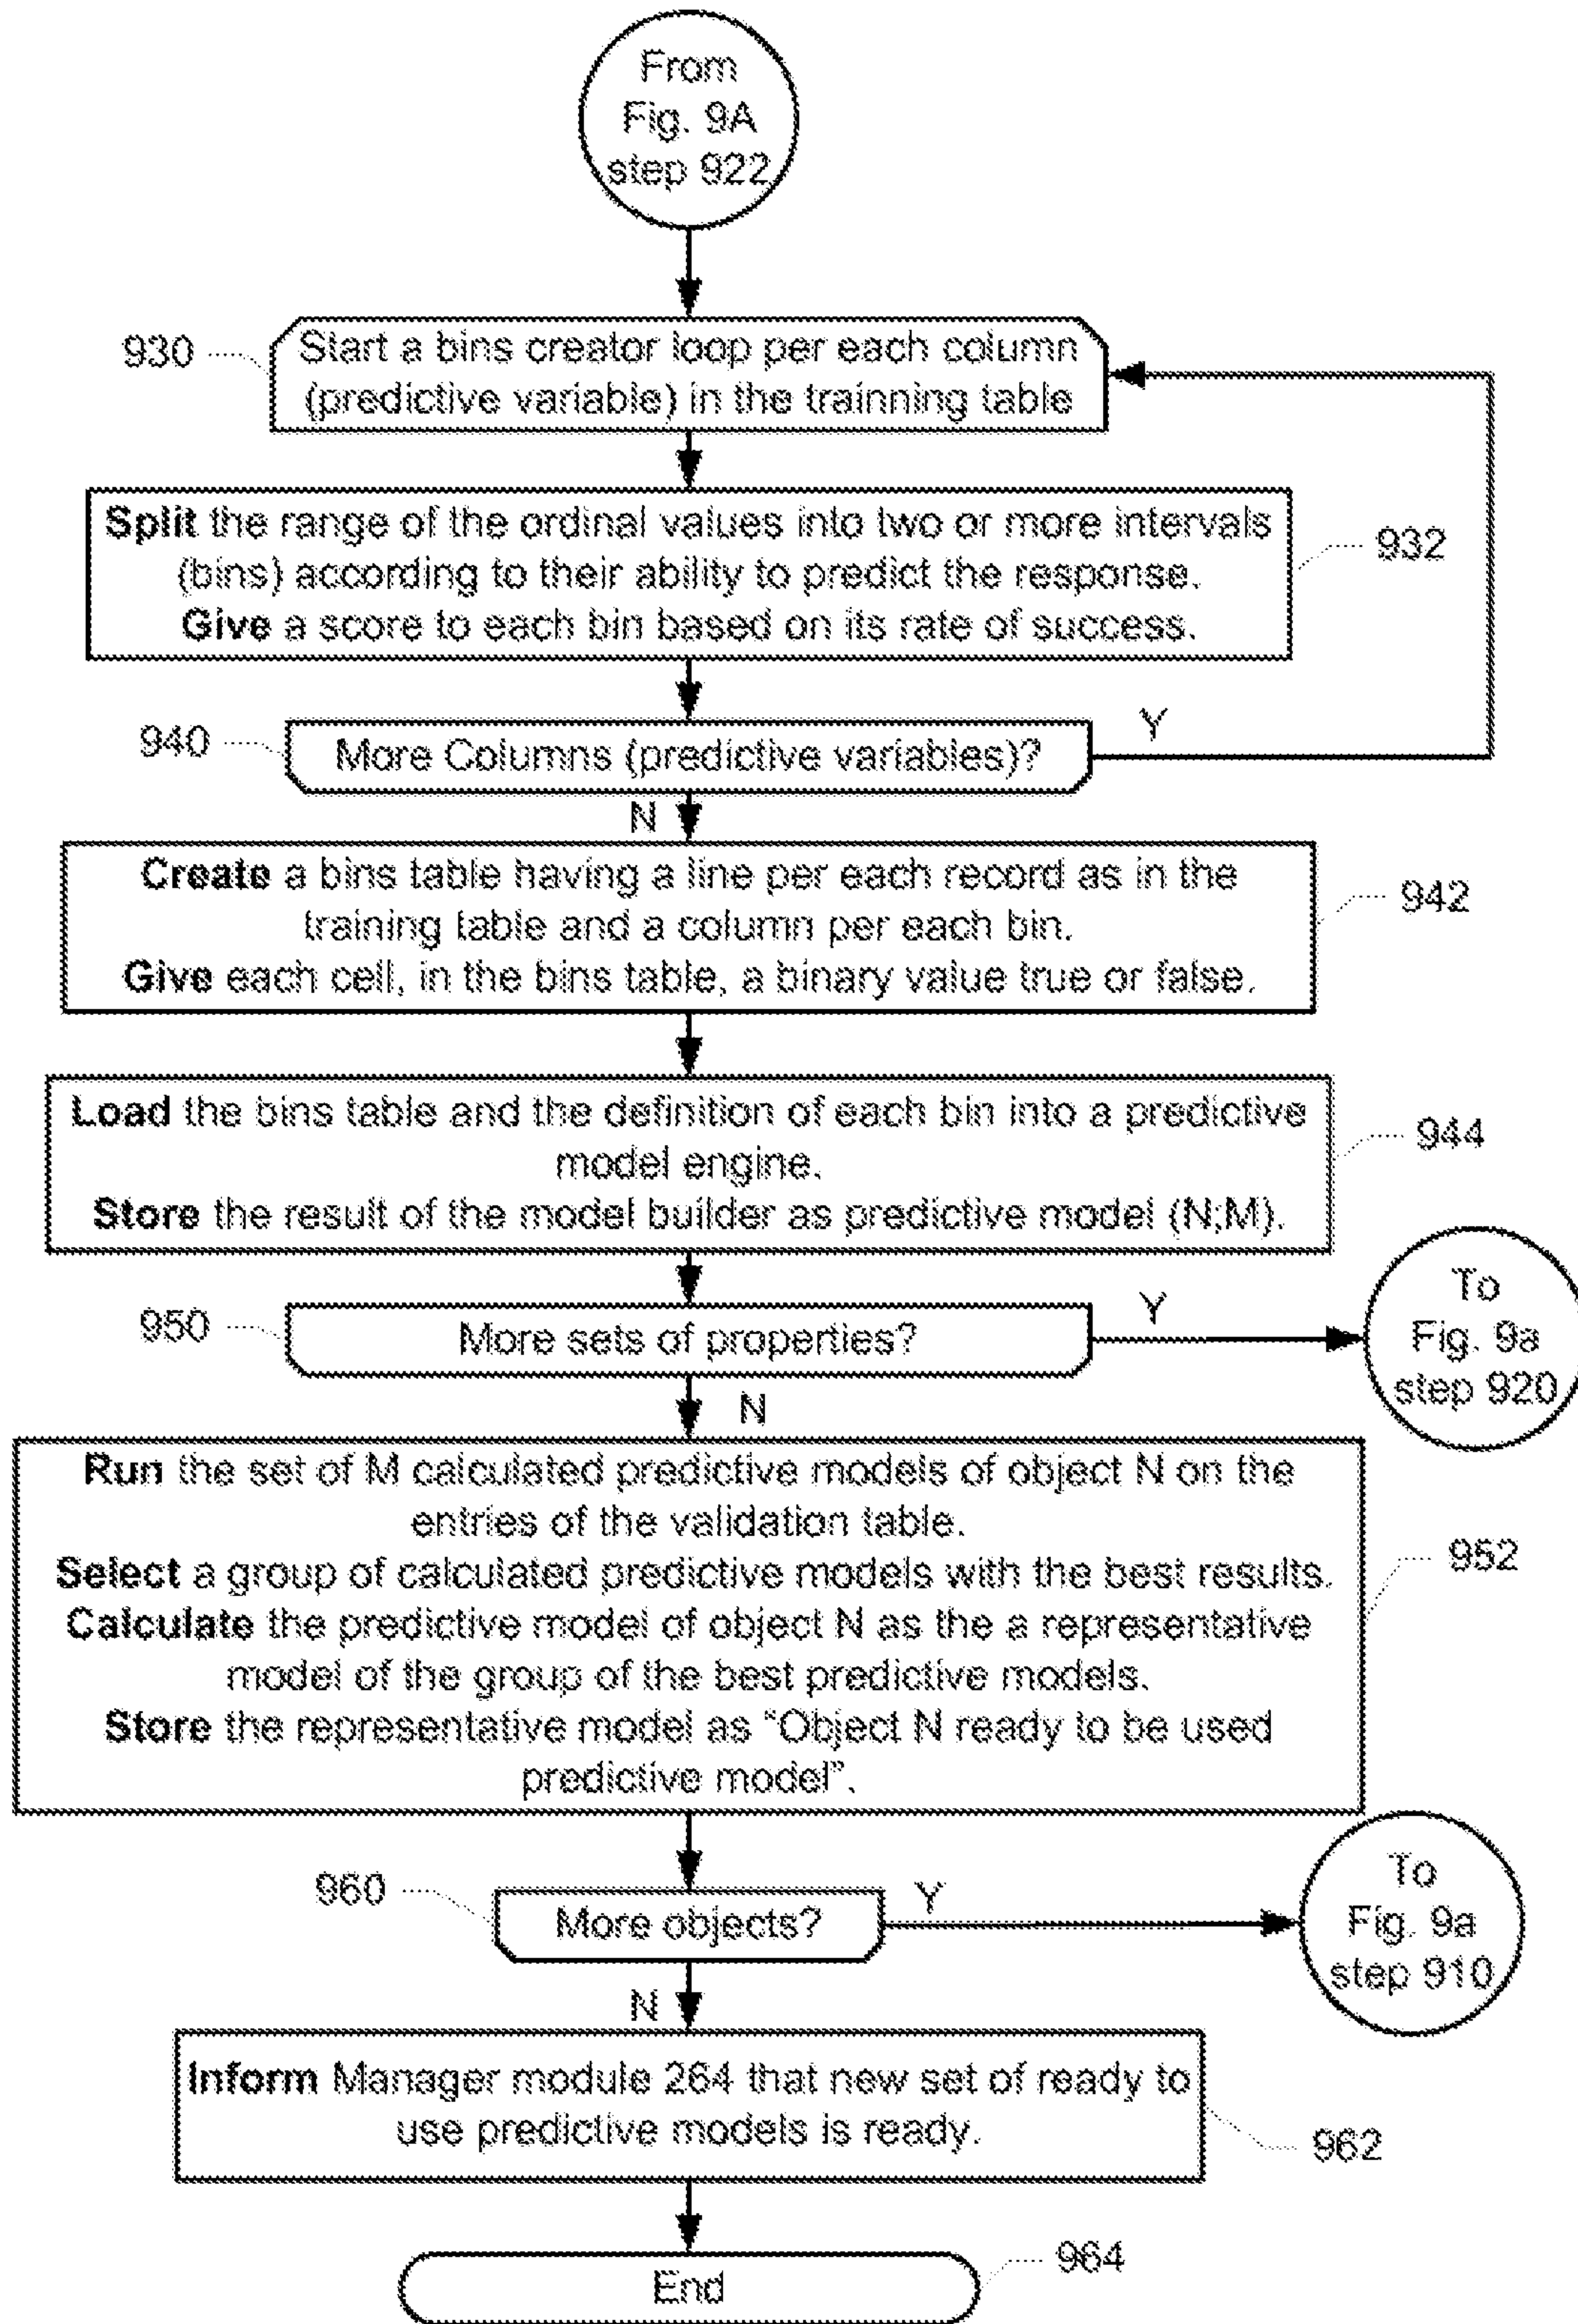 From
Fig. 9A
step 922
930
Start a bins creator loop per each column
(predictive variable) in the trainning table
Split the range of the ordinal values into two or more intervals
(bins) according to their ability to predict the response.
Give a score to each bin based on its rate of success.
932
940
More Columns (predictive variables)?
Y
N
Create a bins table having a line per each record as in the
training table and a column per each bin.
Give each cell, in the bins table, a binary value true or false.
942
Load the bins table and the definition of each bin into a predictive
model engine.
Store the result of the model builder as predictive model (N;M).
944
950
More sets of properties?
Y
To
Fig. 9a
step 920
N
Run the set of M calculated predictive models of object N on the
entries of the validation table.
Select a group of calculated predictive models with the best results.
Calculate the predictive model of object N as the a representative
model of the group of the best predictive models.
Store the representative model as "Object N ready to be used
predictive model".
952
960
More objects?
Y
To
Fig. 9a
step 910
N
Inform Manager module 264 that new set of ready to
use predictive models is ready.
962
End
964